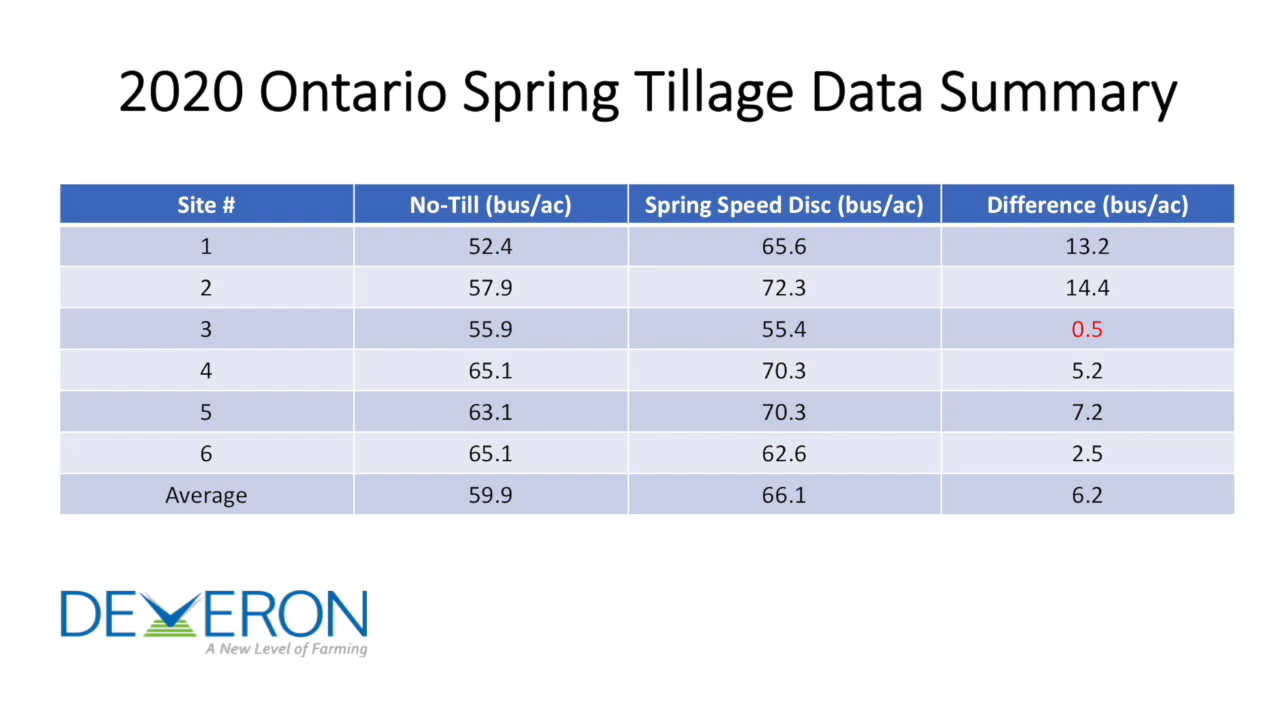 2020 Ontario Spring Tillage Data Summary
Site # No-Till (bus/ac) Spring Speed Disc (bus/ac) Difference (bus/ac)
1 52.4 65.6 13.2
2 57.9 72.3 14.4
3 55.9 55.4 0.5
4 65.1 70.3 5.2
5 63.1 70.3 7.2
6 65.1 62.6 2.5
Average 59.9 66.1 6.2
DEVERON
A New Level of Farming